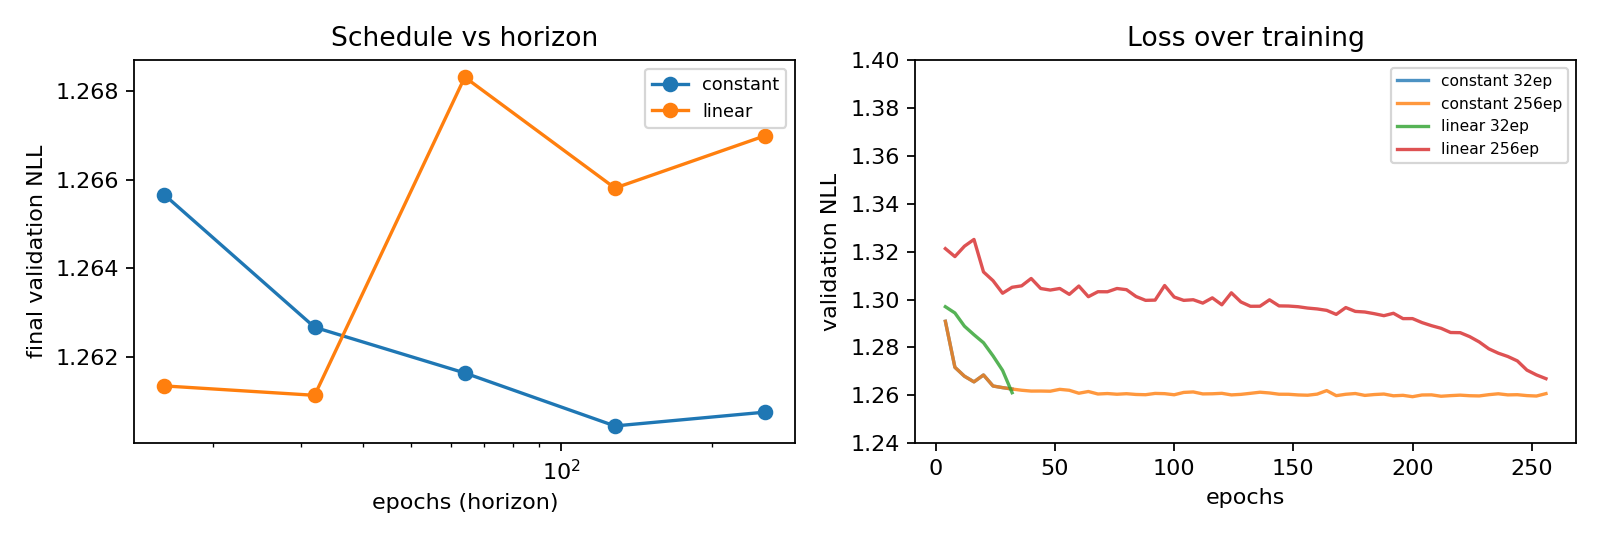 Schedule vs horizon
final validation NLL
1.268
1.266
1.264
1.262
10²
epochs (horizon)
constant
linear
Loss over training
validation NLL
1.40
1.38
1.36
1.34
1.32
1.30
1.28
1.26
1.24
0
50
100
150
200
250
epochs
constant 32ep
constant 256ep
linear 32ep
linear 256ep